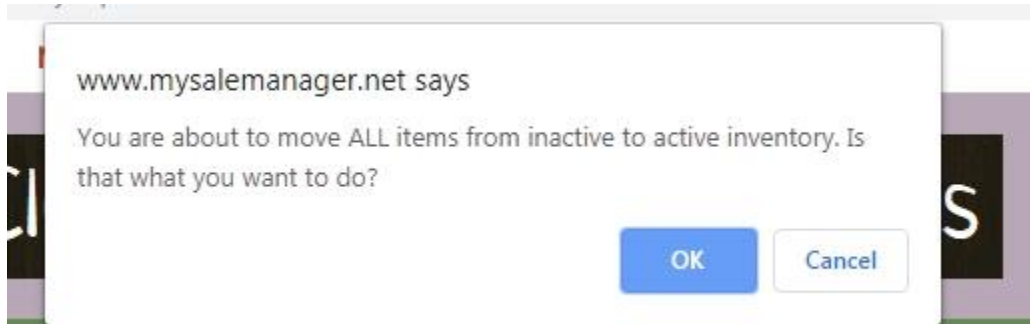 www.mysalemanager.net says
You are about to move ALL items from inactive to active inventory. Is
that what you want to do?
OK
Cancel